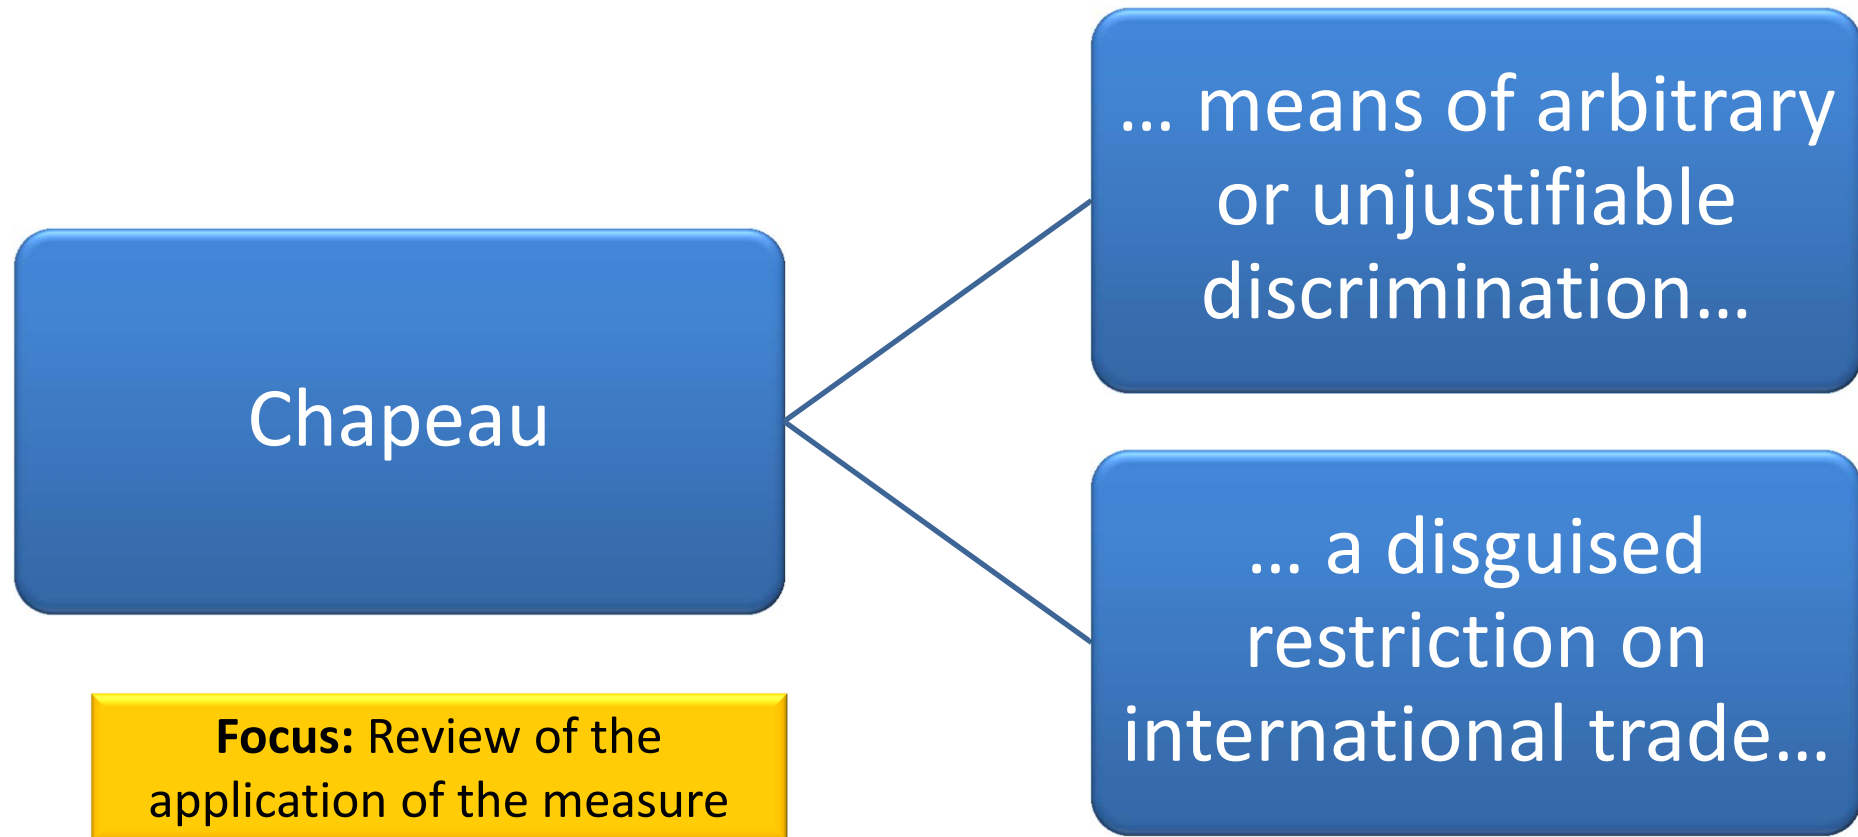 Chapeau
… means of arbitrary
or unjustifiable
discrimination…
… a disguised
restriction on
international trade…
Focus: Review of the
application of the measure